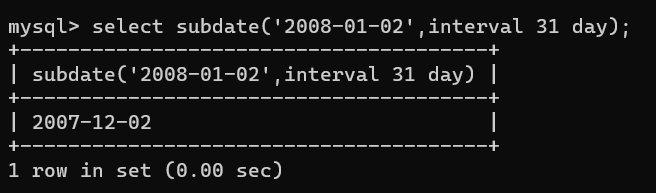 mysql> select subdate('2008-01-02',interval 31 day);
+---------------------------------------+
| subdate('2008-01-02',interval 31 day) |
+---------------------------------------+
| 2007-12-02                            |
+---------------------------------------+
1 row in set (0.00 sec)